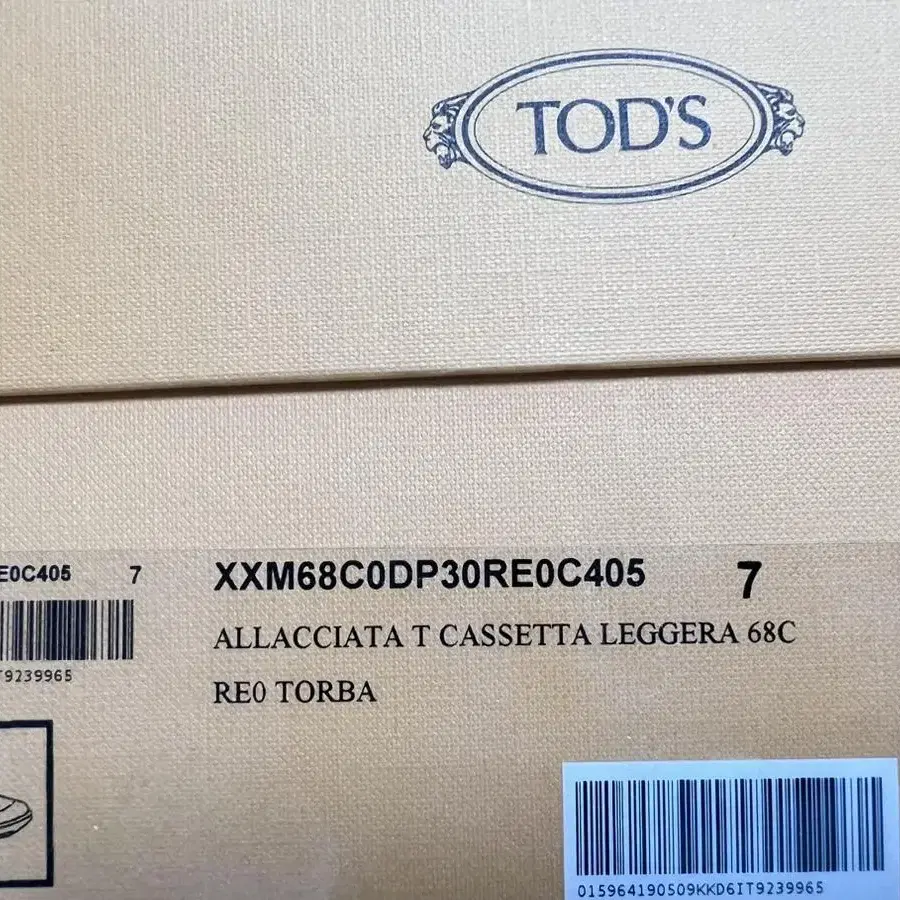 TOD'S
E0C405 7
XXM68C0DP30RE0C405 7
ALLACCIATA T CASSETTA LEGGERA 68C
T9239965
RE0 TORBA
015964190509KKD6IT9239965